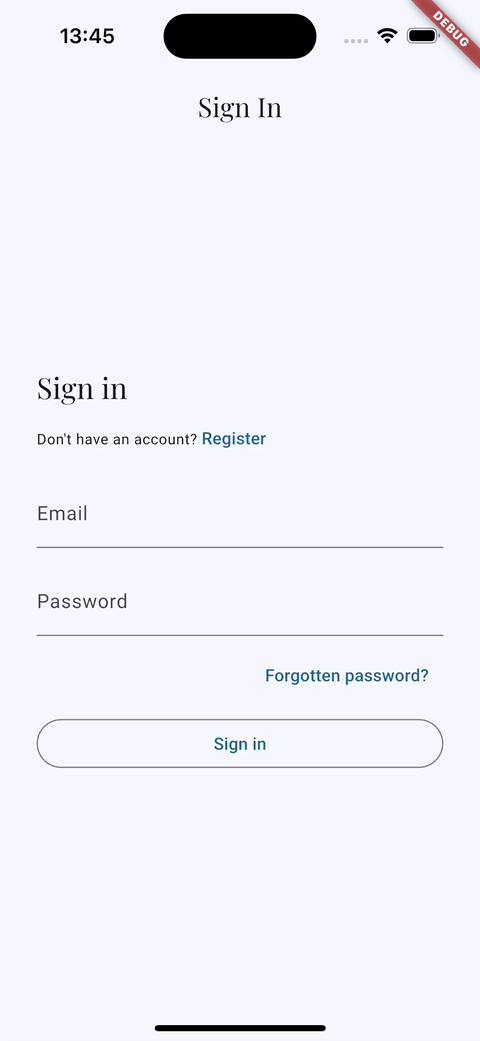 13:45
DEBUG
Sign In
Sign in
Don't have an account? Register
Email
Password
Forgotten password?
Sign in